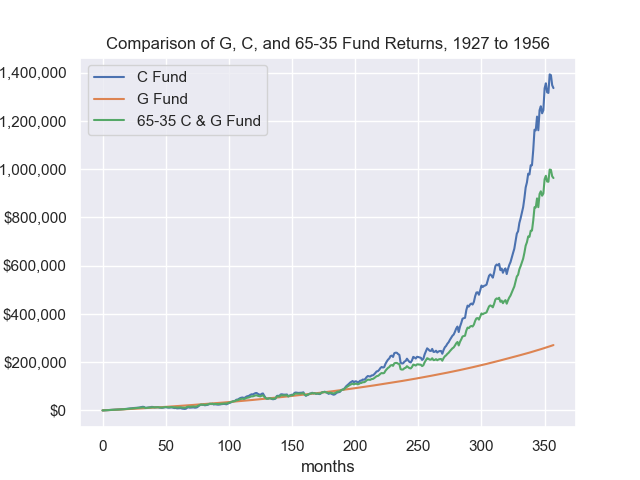 Comparison of G, C, and 65-35 Fund Returns, 1927 to 1956
C Fund
G Fund
65-35 C & G Fund
1,400,000
1,200,000
1,000,000
$800,000
$600,000
$400,000
$200,000
$0
0 50 100 150 200 250 300 350
months